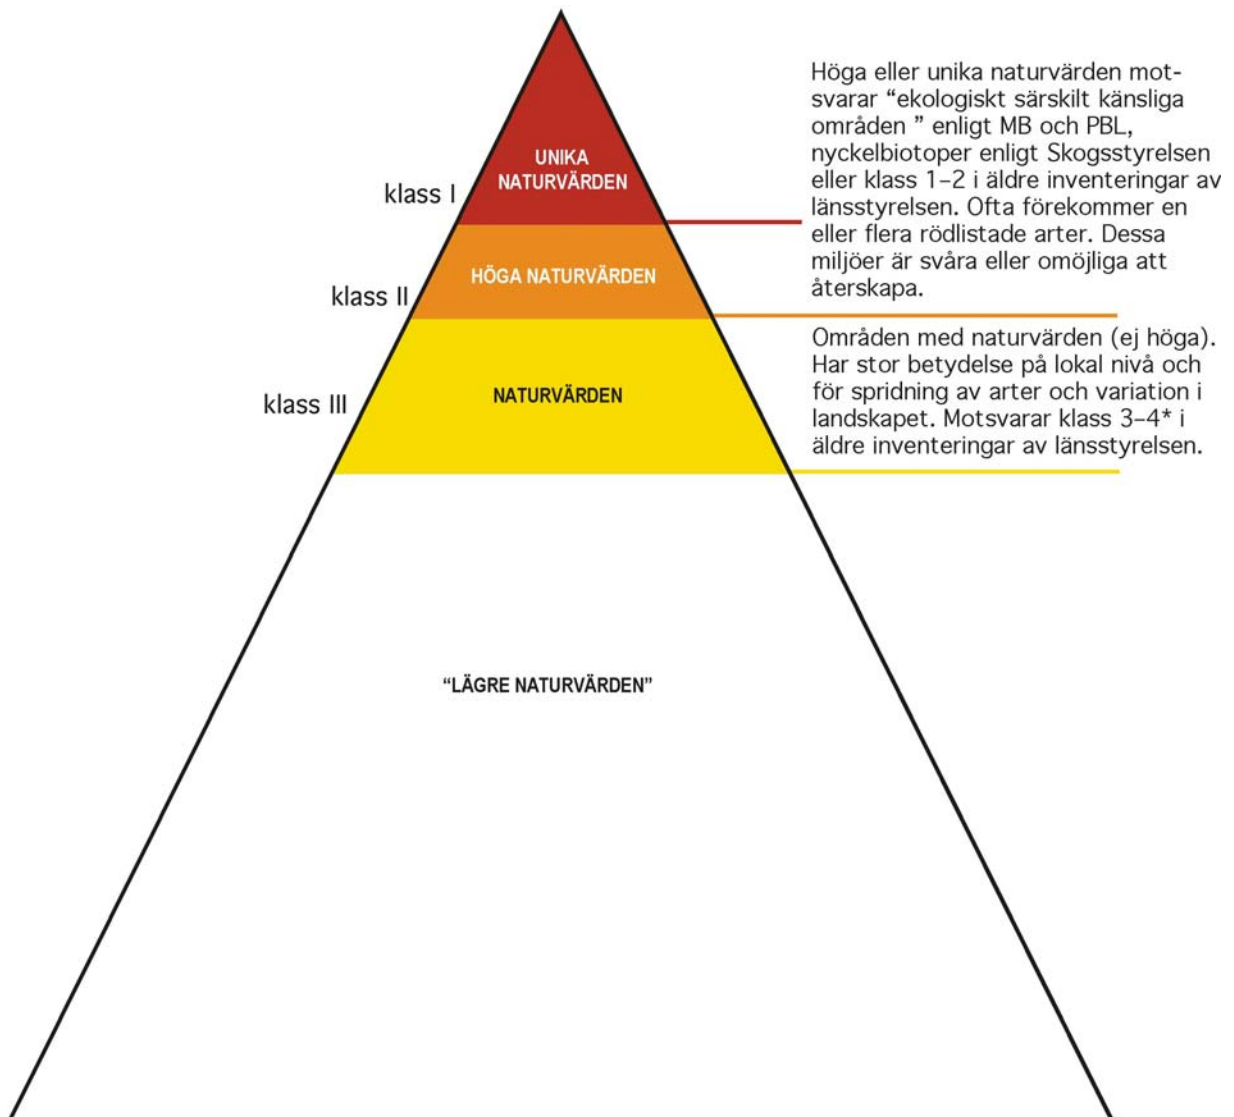 Höga eller unika naturvärden mot-
svarar “ekologiskt särskilt känsliga
områden ” enligt MB och PBL,
nyckelbiotoper enligt Skogsstyrelsen
eller klass 1–2 i äldre inventeringar av
länsstyrelsen. Ofta förekommer en
eller flera rödlistade arter. Dessa
miljöer är svåra eller omöjliga att
återskapa.
UNIKA
NATURVÄRDEN
klass I
HÖGA NATURVÄRDEN
klass II
Områden med naturvärden (ej höga).
Har stor betydelse på lokal nivå och
för spridning av arter och variation i
landskapet. Motsvarar klass 3–4* i
äldre inventeringar av länsstyrelsen.
NATURVÄRDEN
klass III
“LÄGRE NATURVÄRDEN”